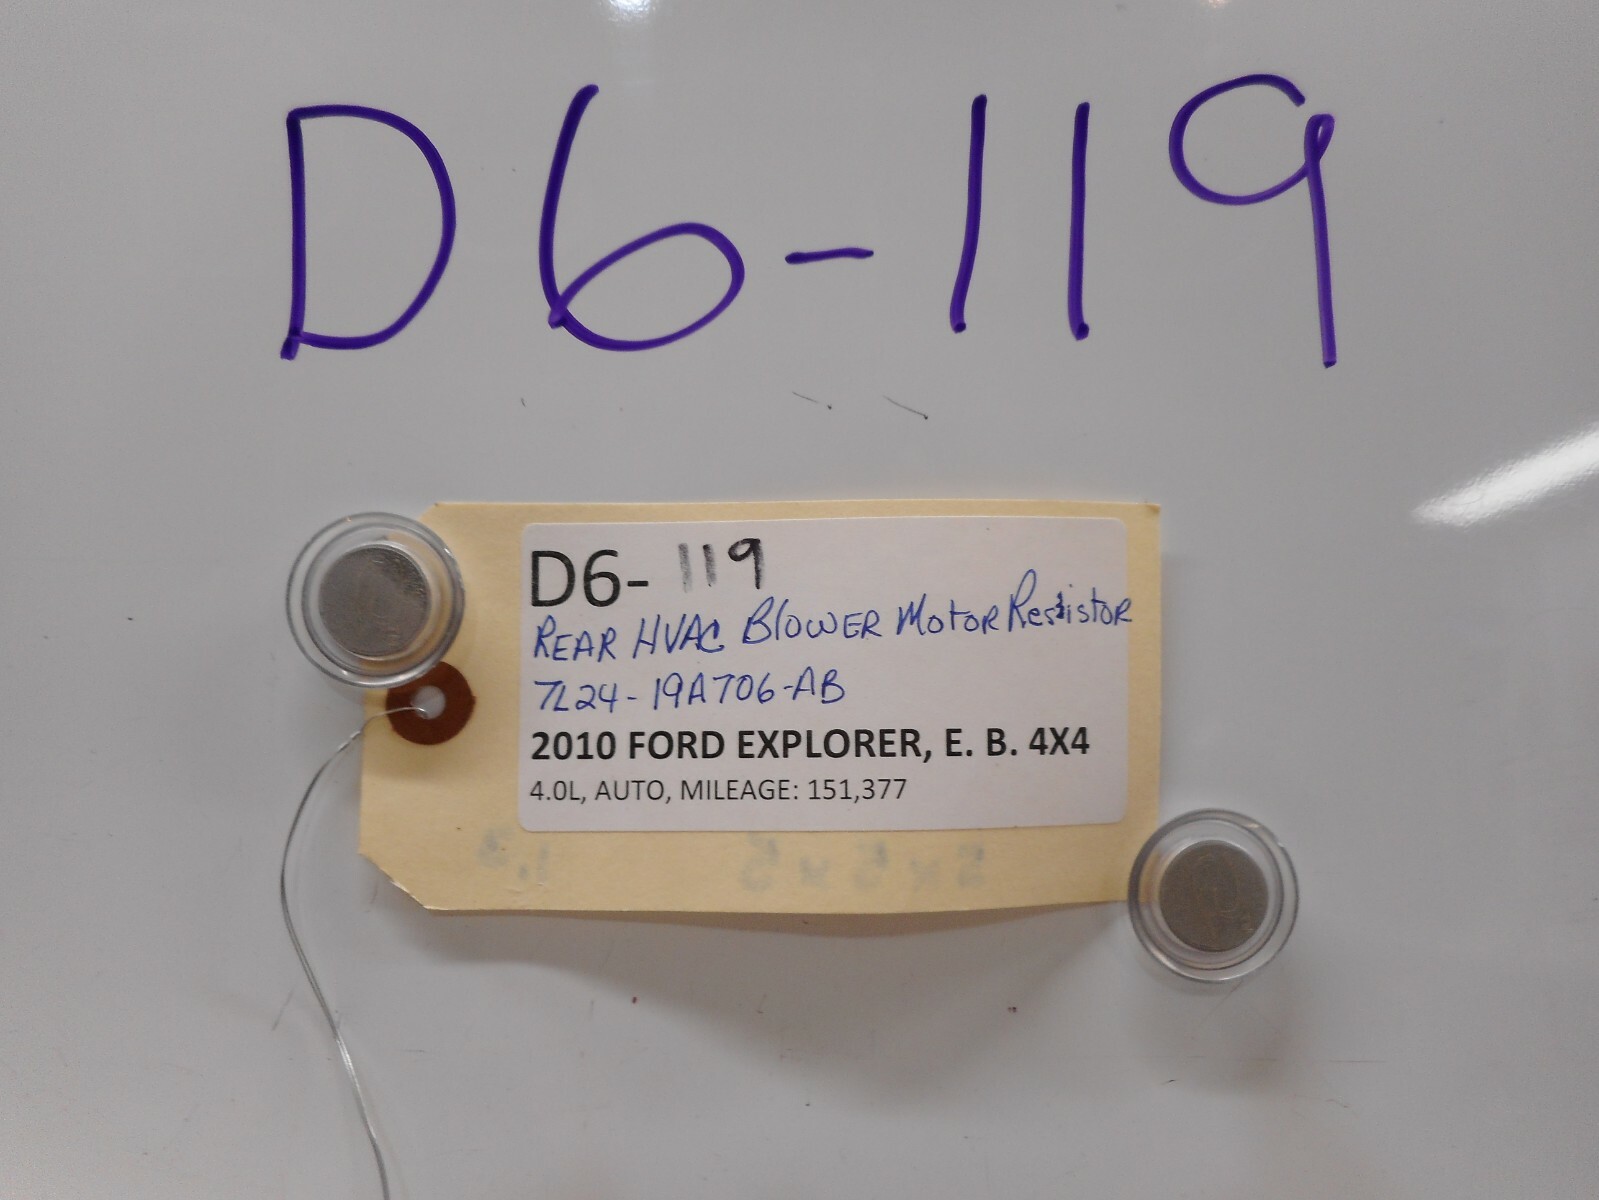 D6-119
D6-119
REAR HVAC BLOWER MOTOR Resistor
7L24-19A706-AB
2010 FORD EXPLORER, E. B. 4X4
4.0L, AUTO, MILEAGE: 151,377